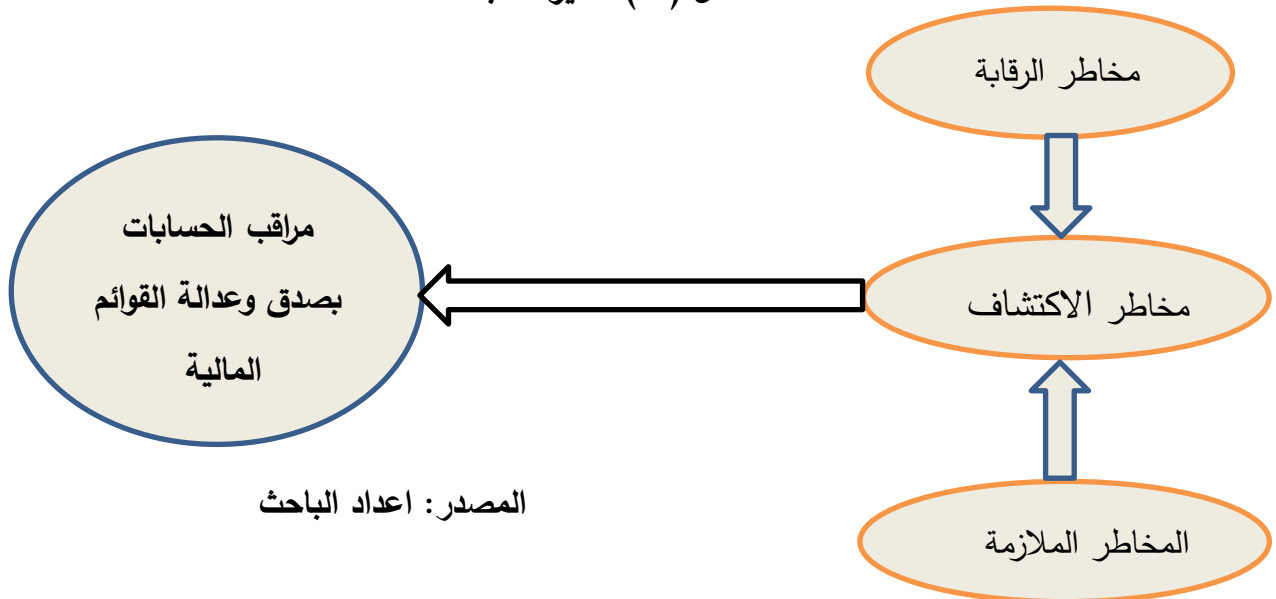 مخاطر الرقابة
مراقب الحسابات
بصدق وعدالة القوائم
المالية
مخاطر الاكتشاف
المصدر: اعداد الباحث
المخاطر الملازمة